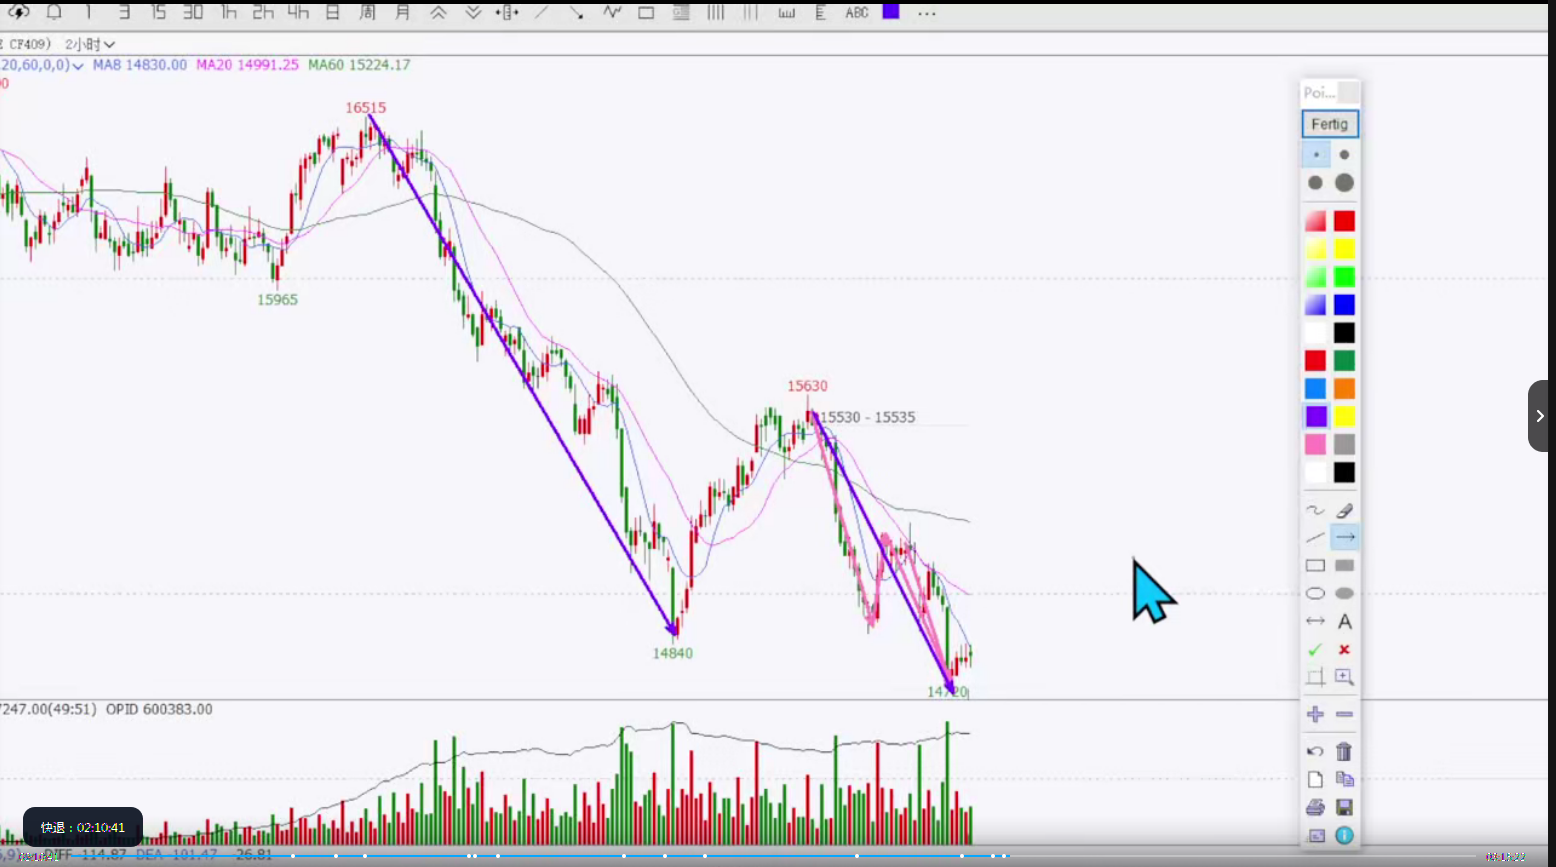 1 3 15 30 1h 2h 4h 日 周 月 ABC ...
CF409) 2小时
20,60,0,0) MA8 14830.00 MA20 14991.25 MA60 15224.17
Poi...
16515
Fertig
15965
15630
15530 - 15535
A
14840
14720
247.00(49:51) OPID 600383.00
快退：02:10:41
DIFF -114.87 DEA -101.47 -26.81